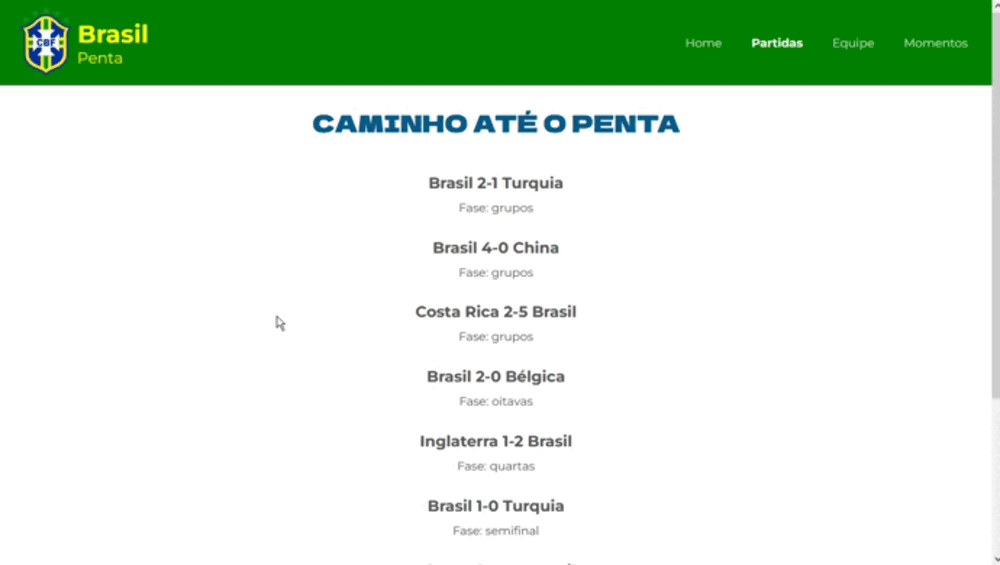 CBF
Brasil
Penta
Home Partidas Equipe Momentos
CAMINHO ATÉ O PENTA
Brasil 2-1 Turquia
Fase: grupos
Brasil 4-0 China
Fase: grupos
Costa Rica 2-5 Brasil
Fase: grupos
Brasil 2-0 Bélgica
Fase: oitavas
Inglaterra 1-2 Brasil
Fase: quartas
Brasil 1-0 Turquia
Fase: semifinal